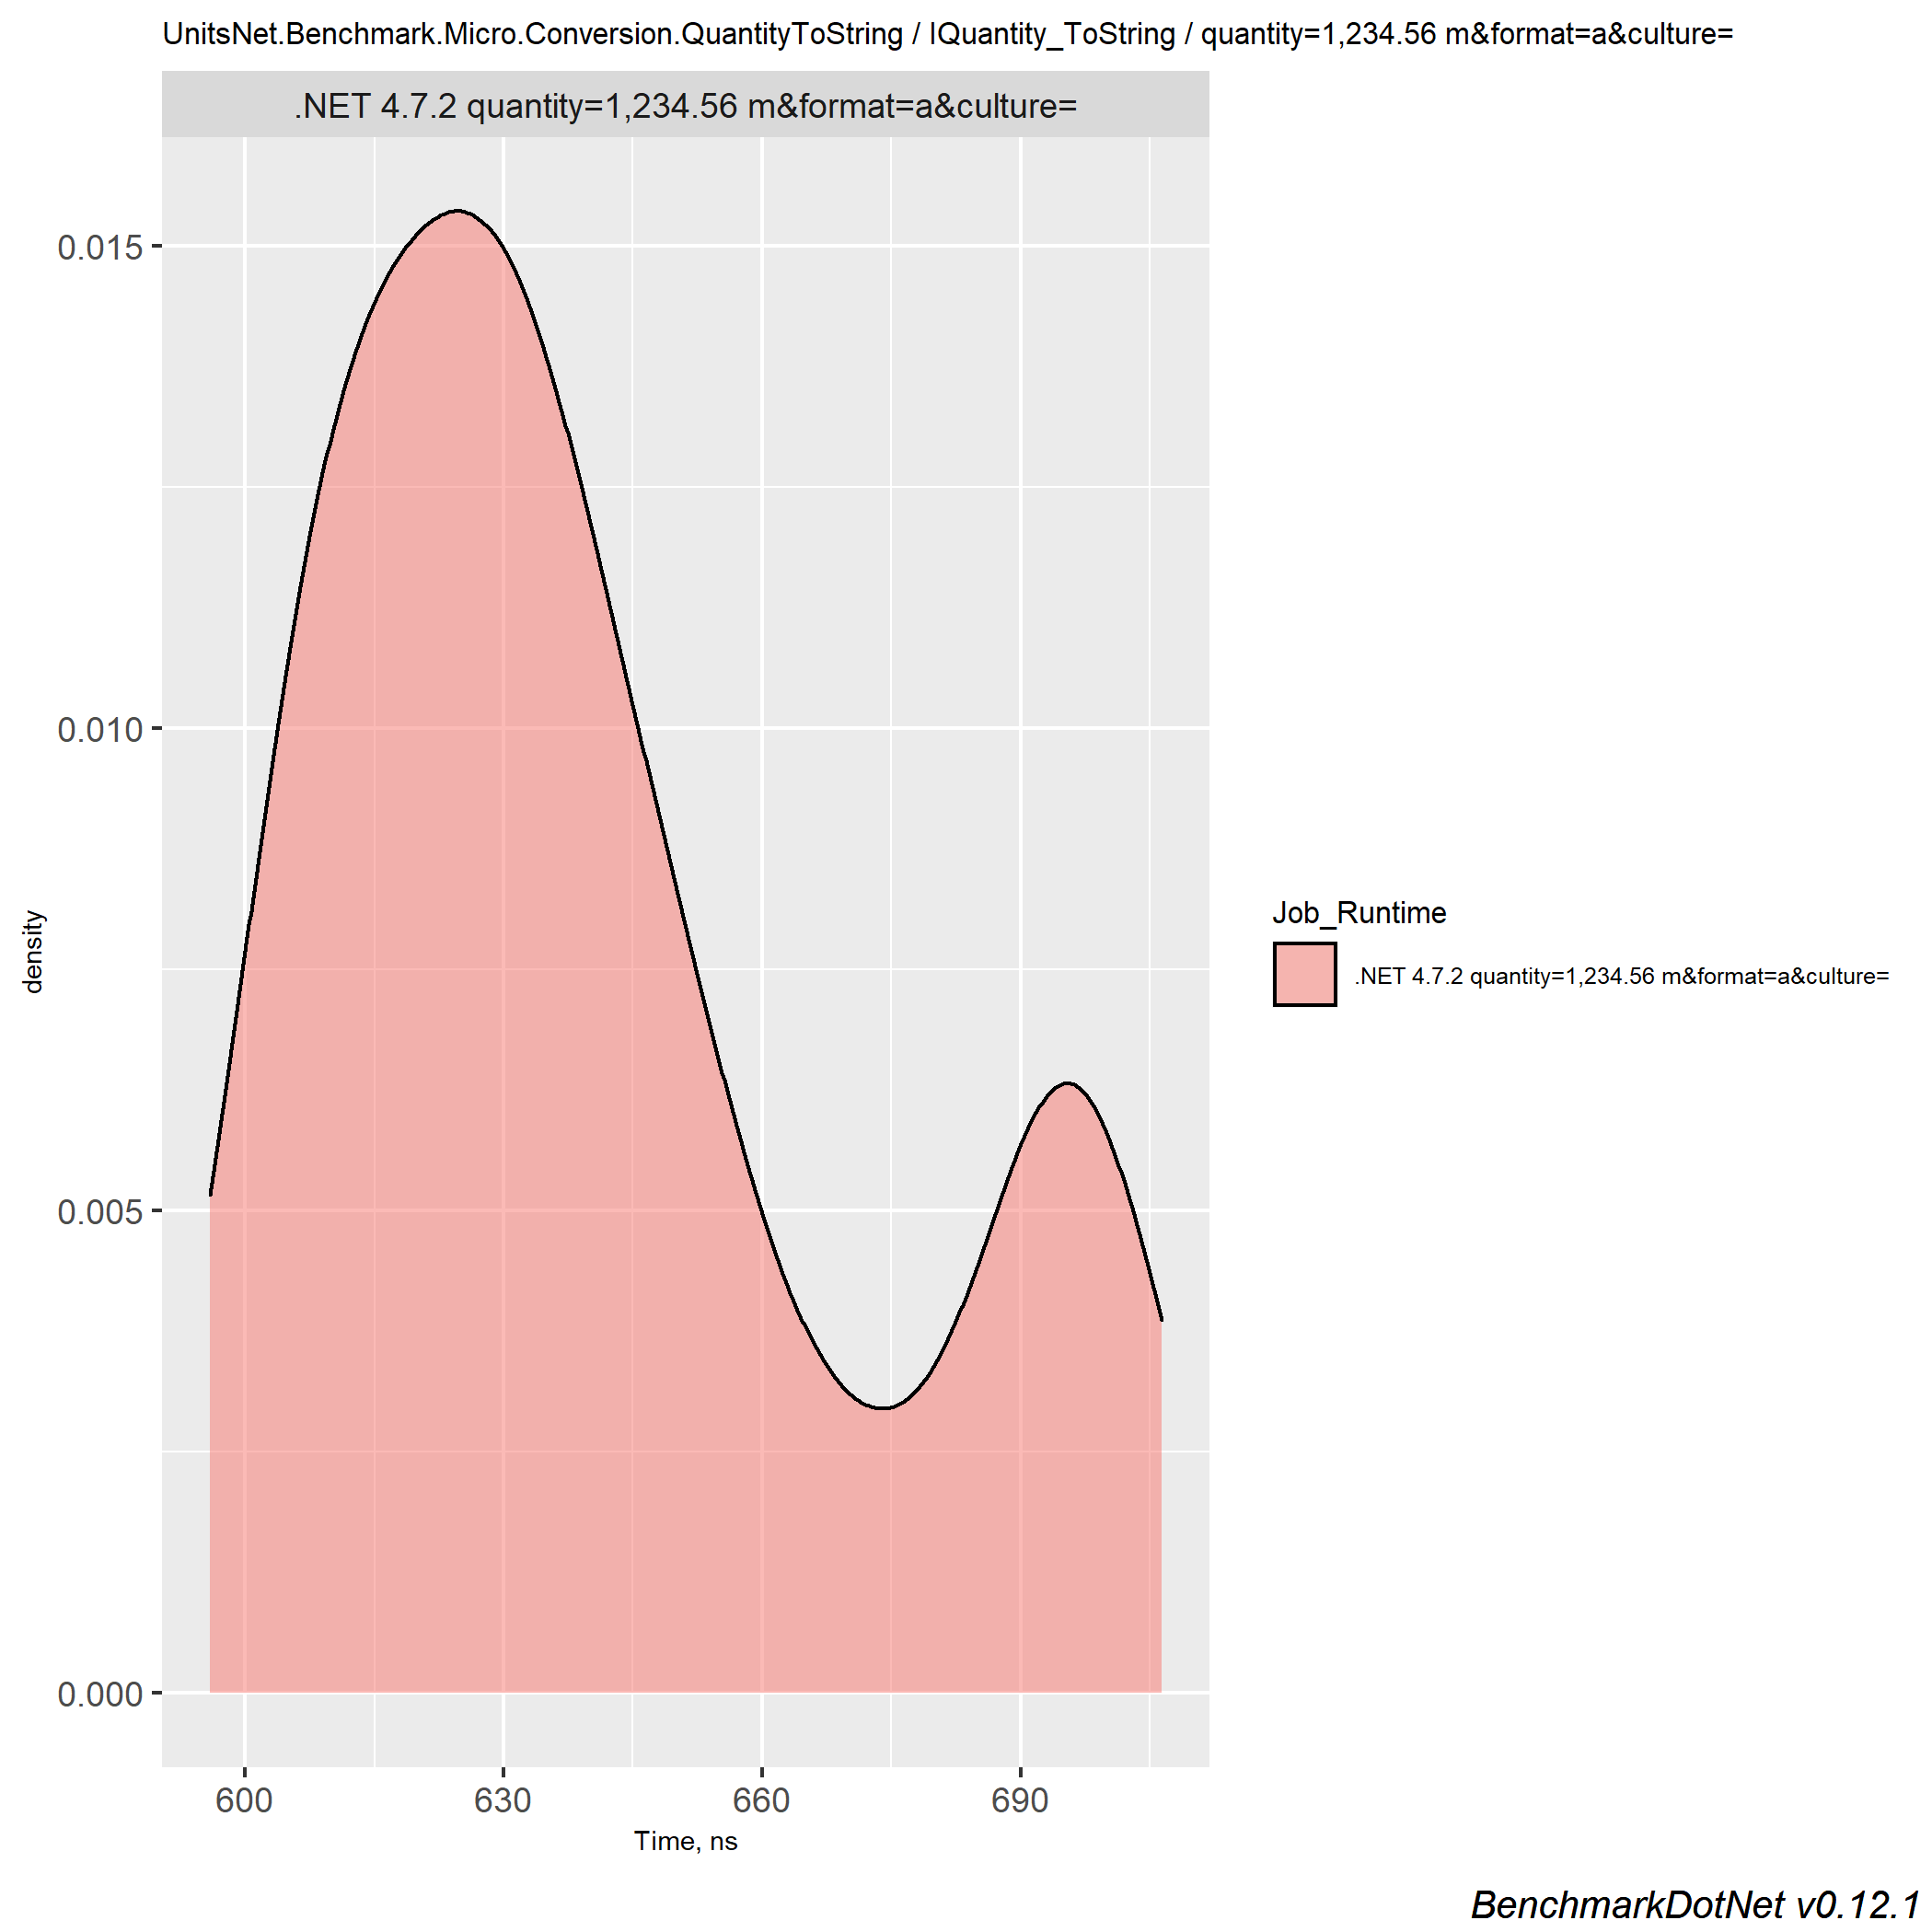 UnitsNet.Benchmark.Micro.Conversion.QuantityToString / IQuantity_ToString / quantity=1,234.56 m&format=a&culture=
.NET 4.7.2 quantity=1,234.56 m&format=a&culture=
0.015
0.010
0.005
0.000
density
600
630
660
690
Time, ns
Job_Runtime
.NET 4.7.2 quantity=1,234.56 m&format=a&culture=
BenchmarkDotNet v0.12.1